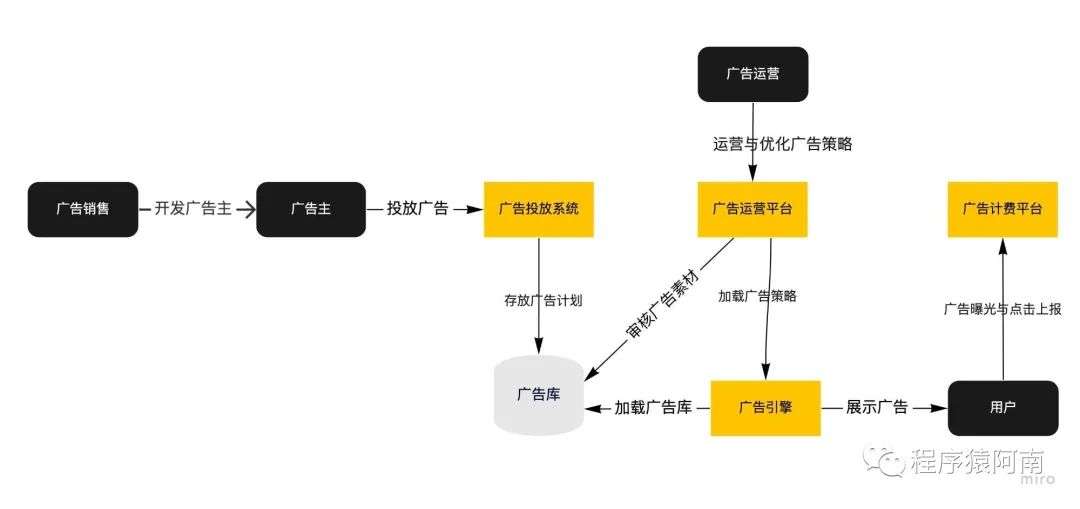 广告运营
运营与优化广告策略
广告销售
开发广告主
广告主
投放广告
广告投放系统
广告运营平台
广告计费平台
存放广告计划
审核广告素材
加载广告策略
广告曝光与点击上报
广告库
加载广告库
广告引擎
展示广告
用户
程序猿阿南
miro